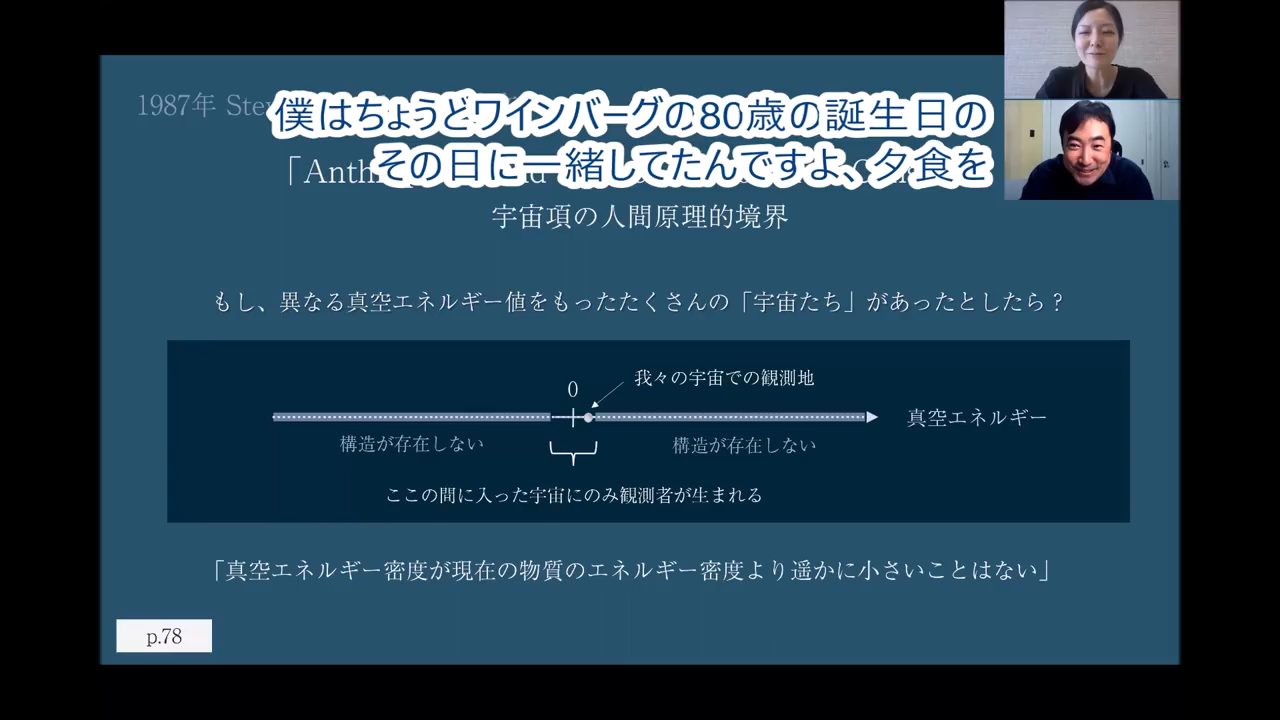 1987年 Ste
僕はちょうどワインバーグの80歳の誕生日の
その日に一緒してたんですよ、夕食を
「Anth
宇宙項の人間原理的境界
もし、異なる真空エネルギー値をもったたくさんの「宇宙たち」があったとしたら？
我々の宇宙での観測地
0
真空エネルギー
構造が存在しない
構造が存在しない
ここの間に入った宇宙にのみ観測者が生まれる
「真空エネルギー密度が現在の物質のエネルギー密度より遥かに小さいことはない」
p.78